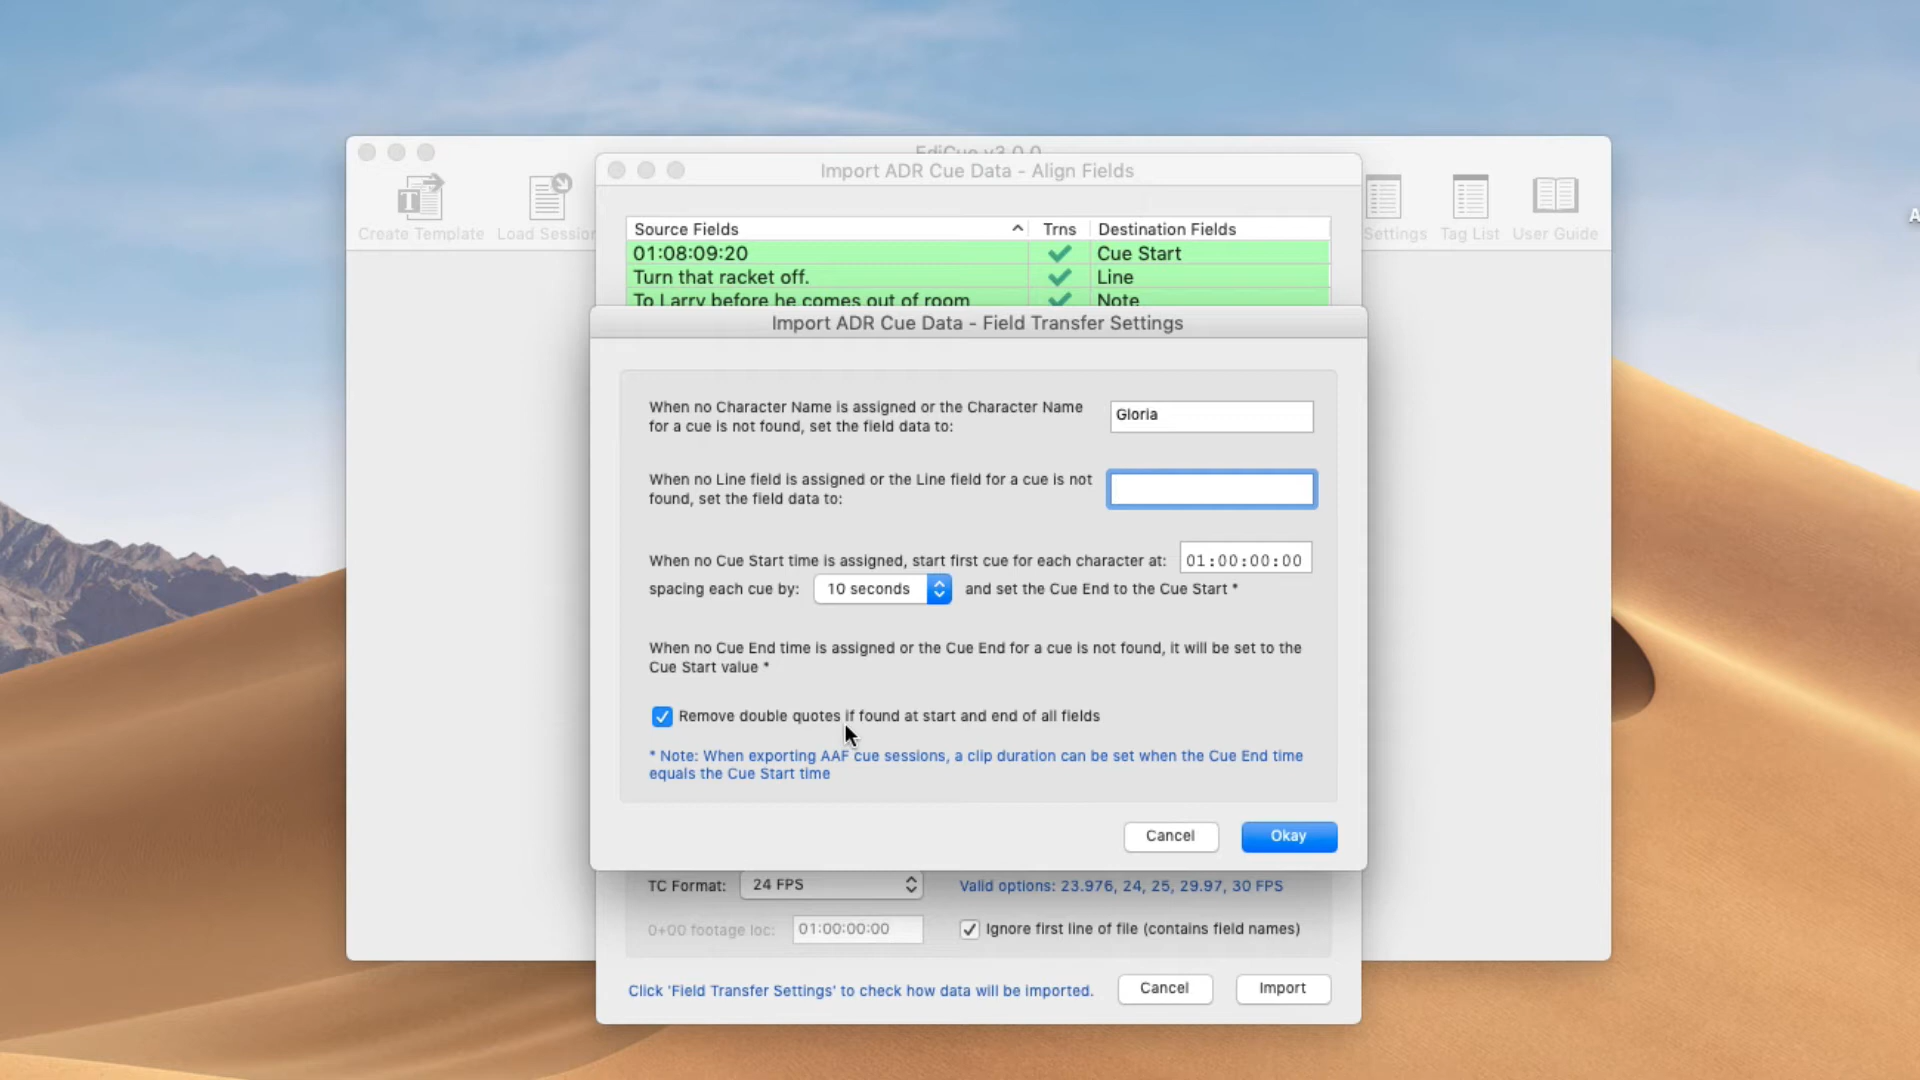 EdiCue v3.0.0
Create Template
Load Session
Settings
Tag List
User Guide
Import ADR Cue Data - Align Fields
Source Fields
Trns
Destination Fields
01:08:09:20
Cue Start
Turn that racket off.
Line
To Larry before he comes out of room
Note
Import ADR Cue Data - Field Transfer Settings
When no Character Name is assigned or the Character Name
for a cue is not found, set the field data to:
Gloria
When no Line field is assigned or the Line field for a cue is not
found, set the field data to:
When no Cue Start time is assigned, start first cue for each character at:
01:00:00:00
spacing each cue by:
10 seconds
and set the Cue End to the Cue Start *
When no Cue End time is assigned or the Cue End for a cue is not found, it will be set to the
Cue Start value *
Remove double quotes if found at start and end of all fields
* Note: When exporting AAF cue sessions, a clip duration can be set when the Cue End time
equals the Cue Start time
Cancel
Okay
TC Format:
24 FPS
Valid options: 23.976, 24, 25, 29.97, 30 FPS
0+00 footage loc:
01:00:00:00
Ignore first line of file (contains field names)
Click 'Field Transfer Settings' to check how data will be imported.
Cancel
Import